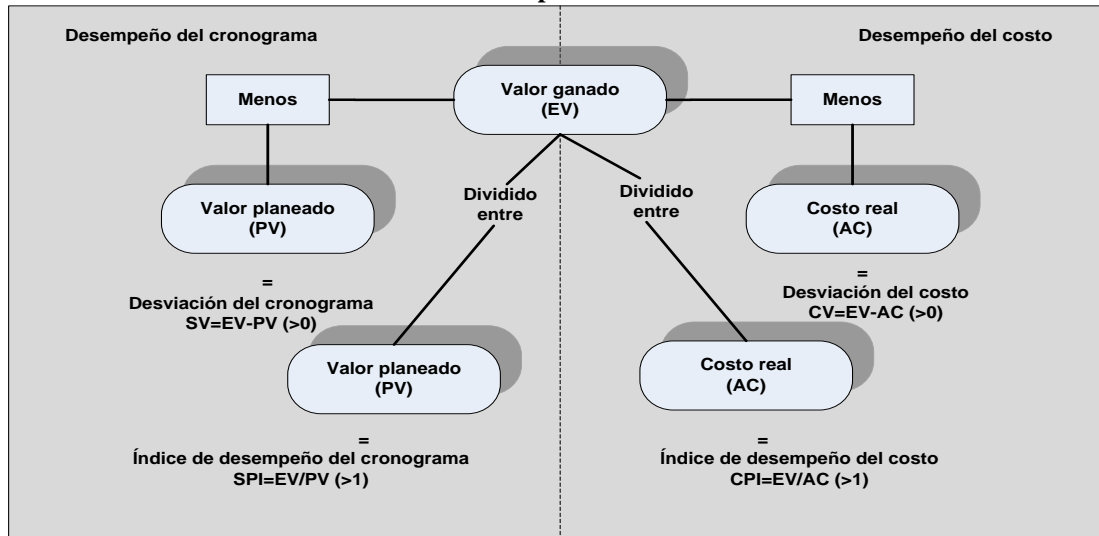 Desempeño del cronograma
Desempeño del costo
Valor ganado
(EV)
Menos
Menos
Valor planeado
(PV)
Dividido
entre
Dividido
entre
Costo real
(AC)
=
Desviación del cronograma
SV=EV-PV (>0)
=
Desviación del costo
CV=EV-AC (>0)
Valor planeado
(PV)
Costo real
(AC)
=
Índice de desempeño del cronograma
SPI=EV/PV (>1)
=
Índice de desempeño del costo
CPI=EV/AC (>1)